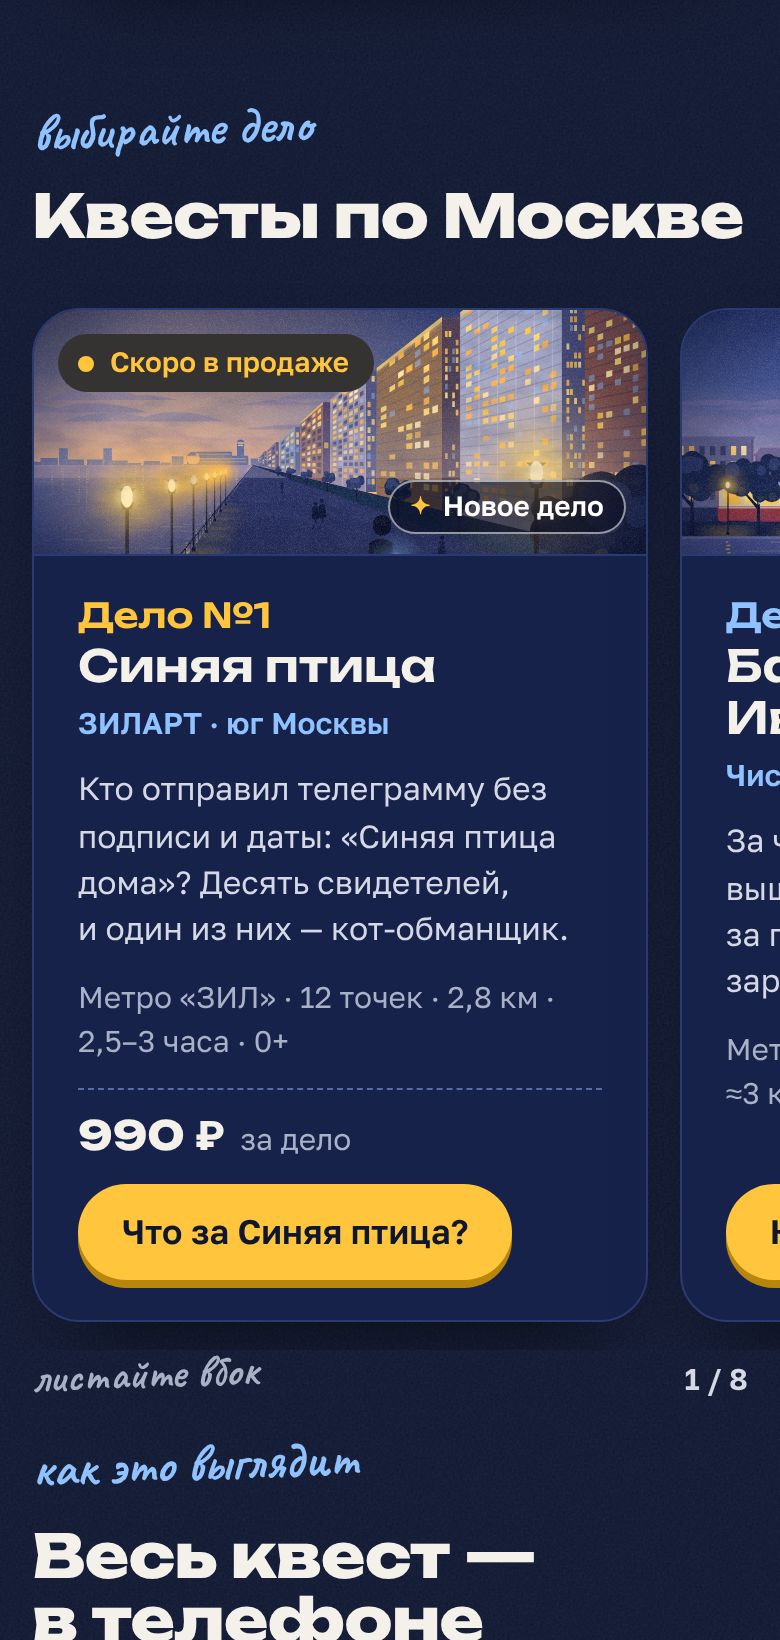 выбирайте дело
Квесты по Москве
Скоро в продаже
Новое дело
Дело №1
Синяя птица
ЗИЛАРТ · юг Москвы
Кто отправил телеграмму без
подписи и даты: «Синяя птица
дома»? Десять свидетелей,
и один из них — кот-обманщик.
Метро «ЗИЛ» · 12 точек · 2,8 км ·
2,5–3 часа · 0+
990 ₽ за дело
Что за Синяя птица?
За
за
≈3
листайте вбок
1 / 8
как это выглядит
Весь квест —
в телефоне